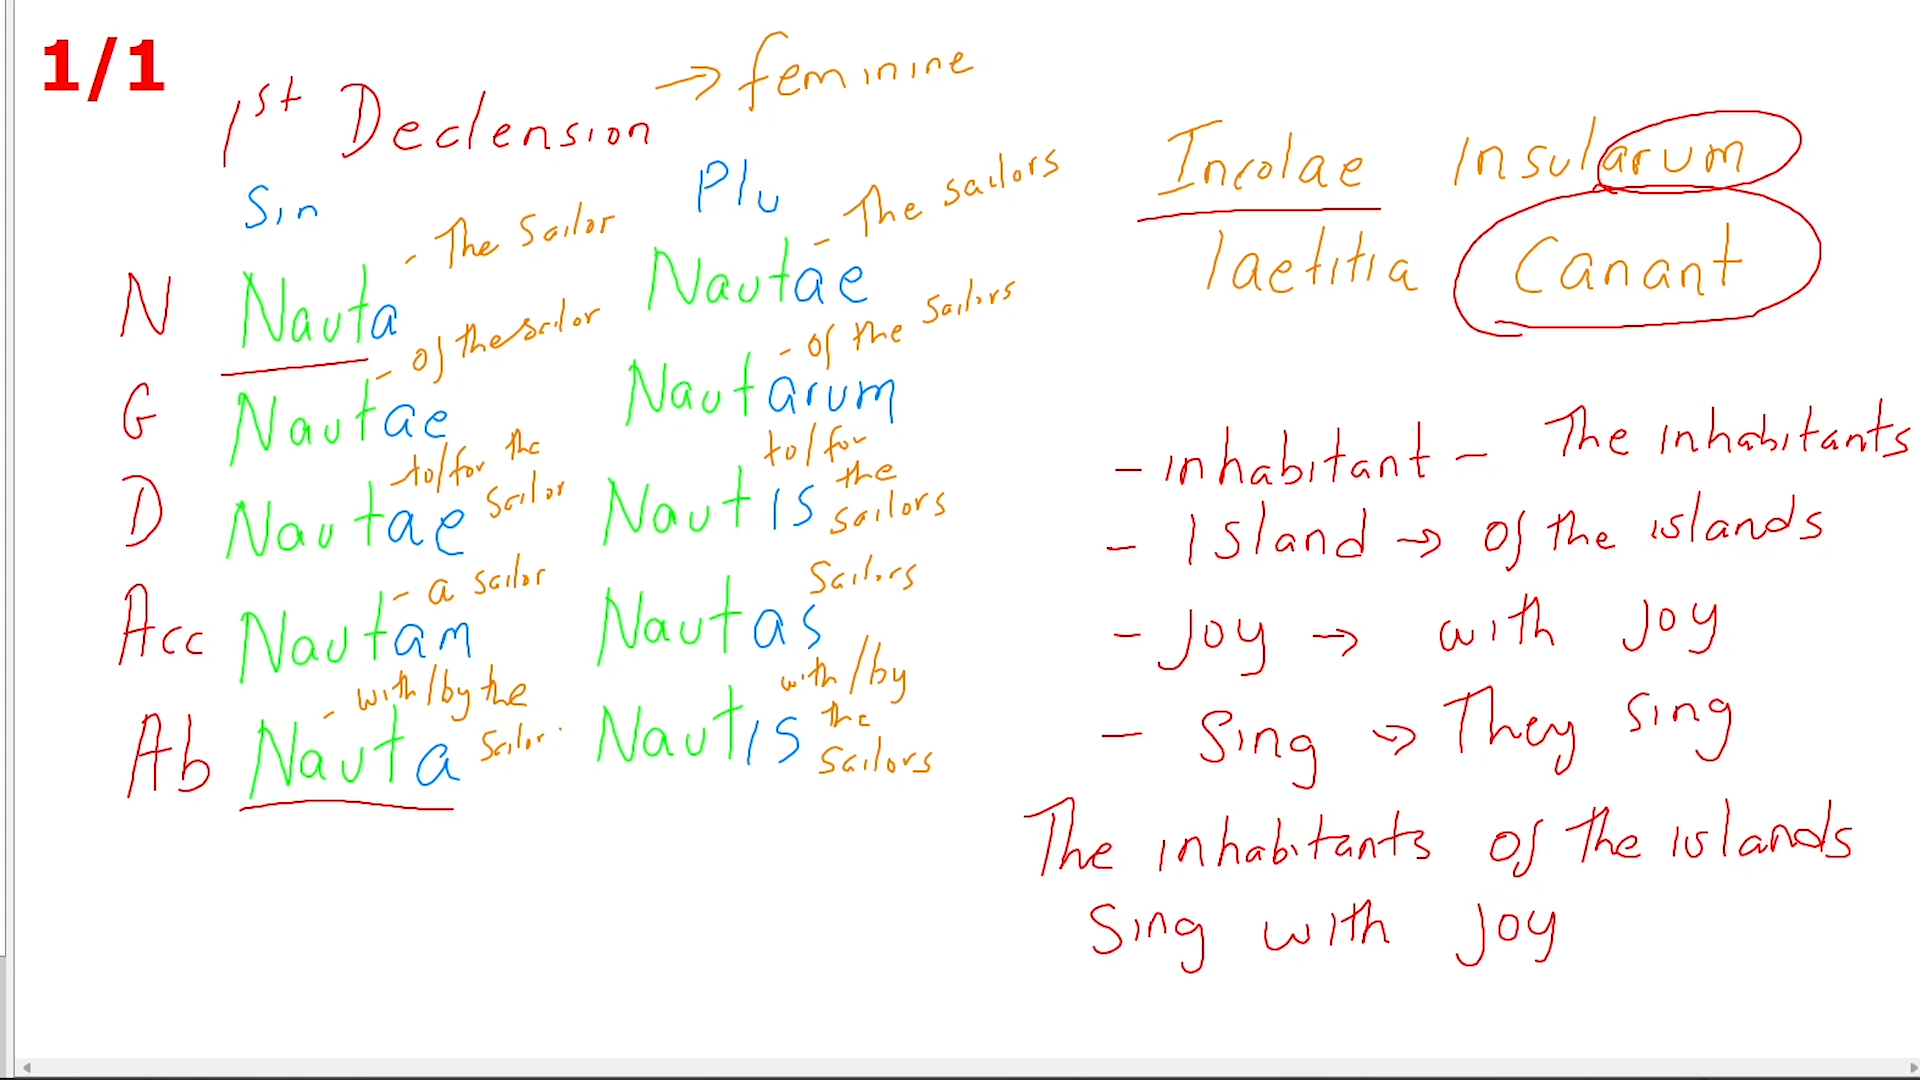 1/1
1st Declension → feminine
Sin Plu
N Nauta - The Sailor Nautae - The sailors
G Nautae - of the sailor Nautarum - of the sailors
D Nautae to/for the sailor Nautis to/for the sailors
Acc Nautam - a sailor Nautas sailors
Ab Nauta - with/by the sailor. Nautis with/by the sailors
Incolae insularum
laetitia Canant
- inhabitant - The inhabitants
- Island → of the islands
- Joy → with joy
- Sing → They sing
The inhabitants of the islands
Sing with joy